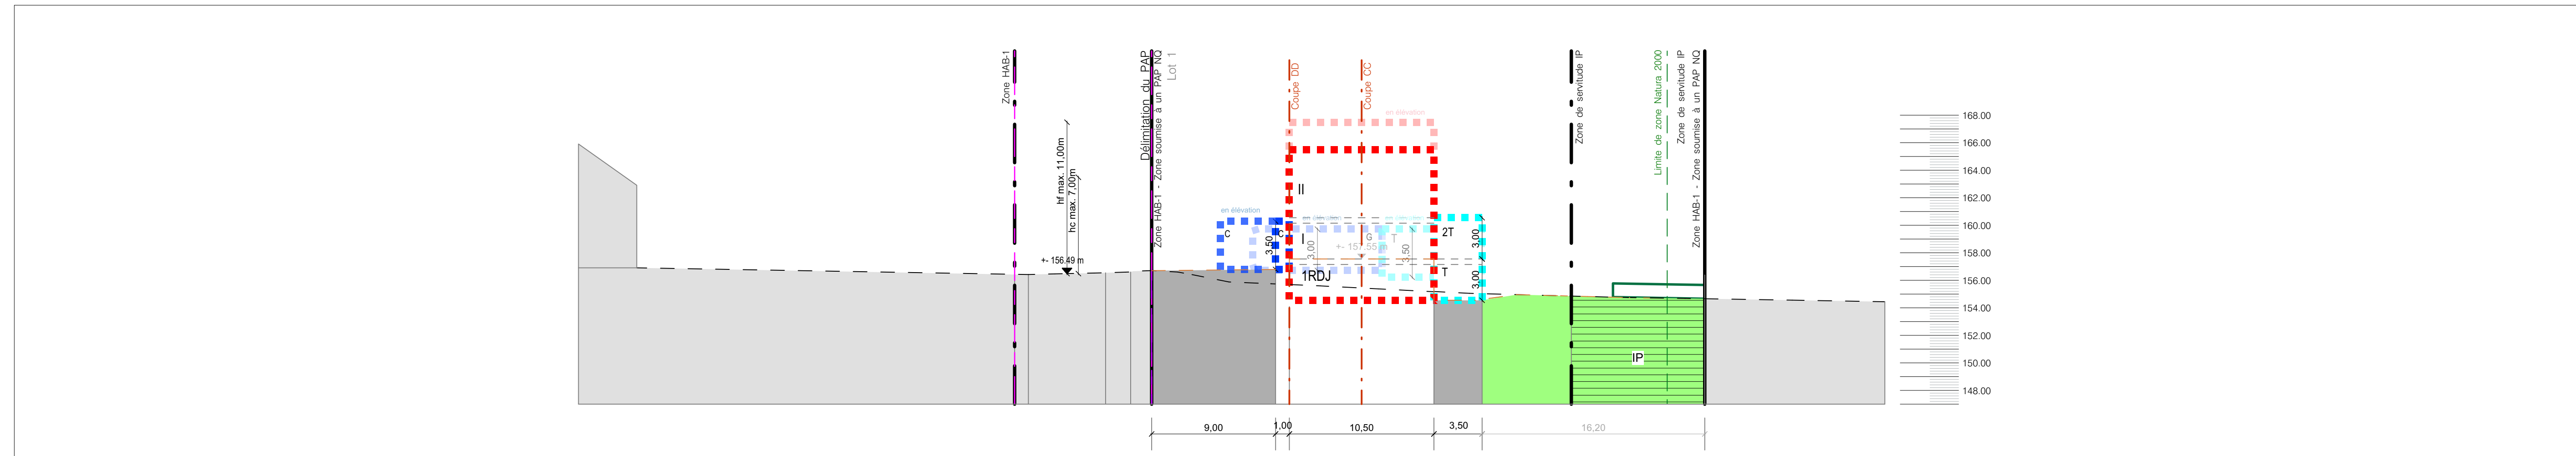 Zone HAB-1
hf max. 11,00m
hc max. 7,00m
+- 156.49 m
Délimitation du PAP
Zone HAB-1 - Zone soumise à un PAP NQ
Lot 1
Coupe DD
Coupe CC
en élévation
en élévation
en élévation
C
C
3,50
II
I
3,00
G
+- 157.55 m
T
3,50
1RDJ
2T
T
3,00
3,00
Zone de servitude IP
Limite de zone Natura 2000
Zone de servitude IP
Zone HAB-1 - Zone soumise à un PAP NQ
IP
168.00
166.00
164.00
162.00
160.00
158.00
156.00
154.00
152.00
150.00
148.00
9,00
1,00
10,50
3,50
16,20